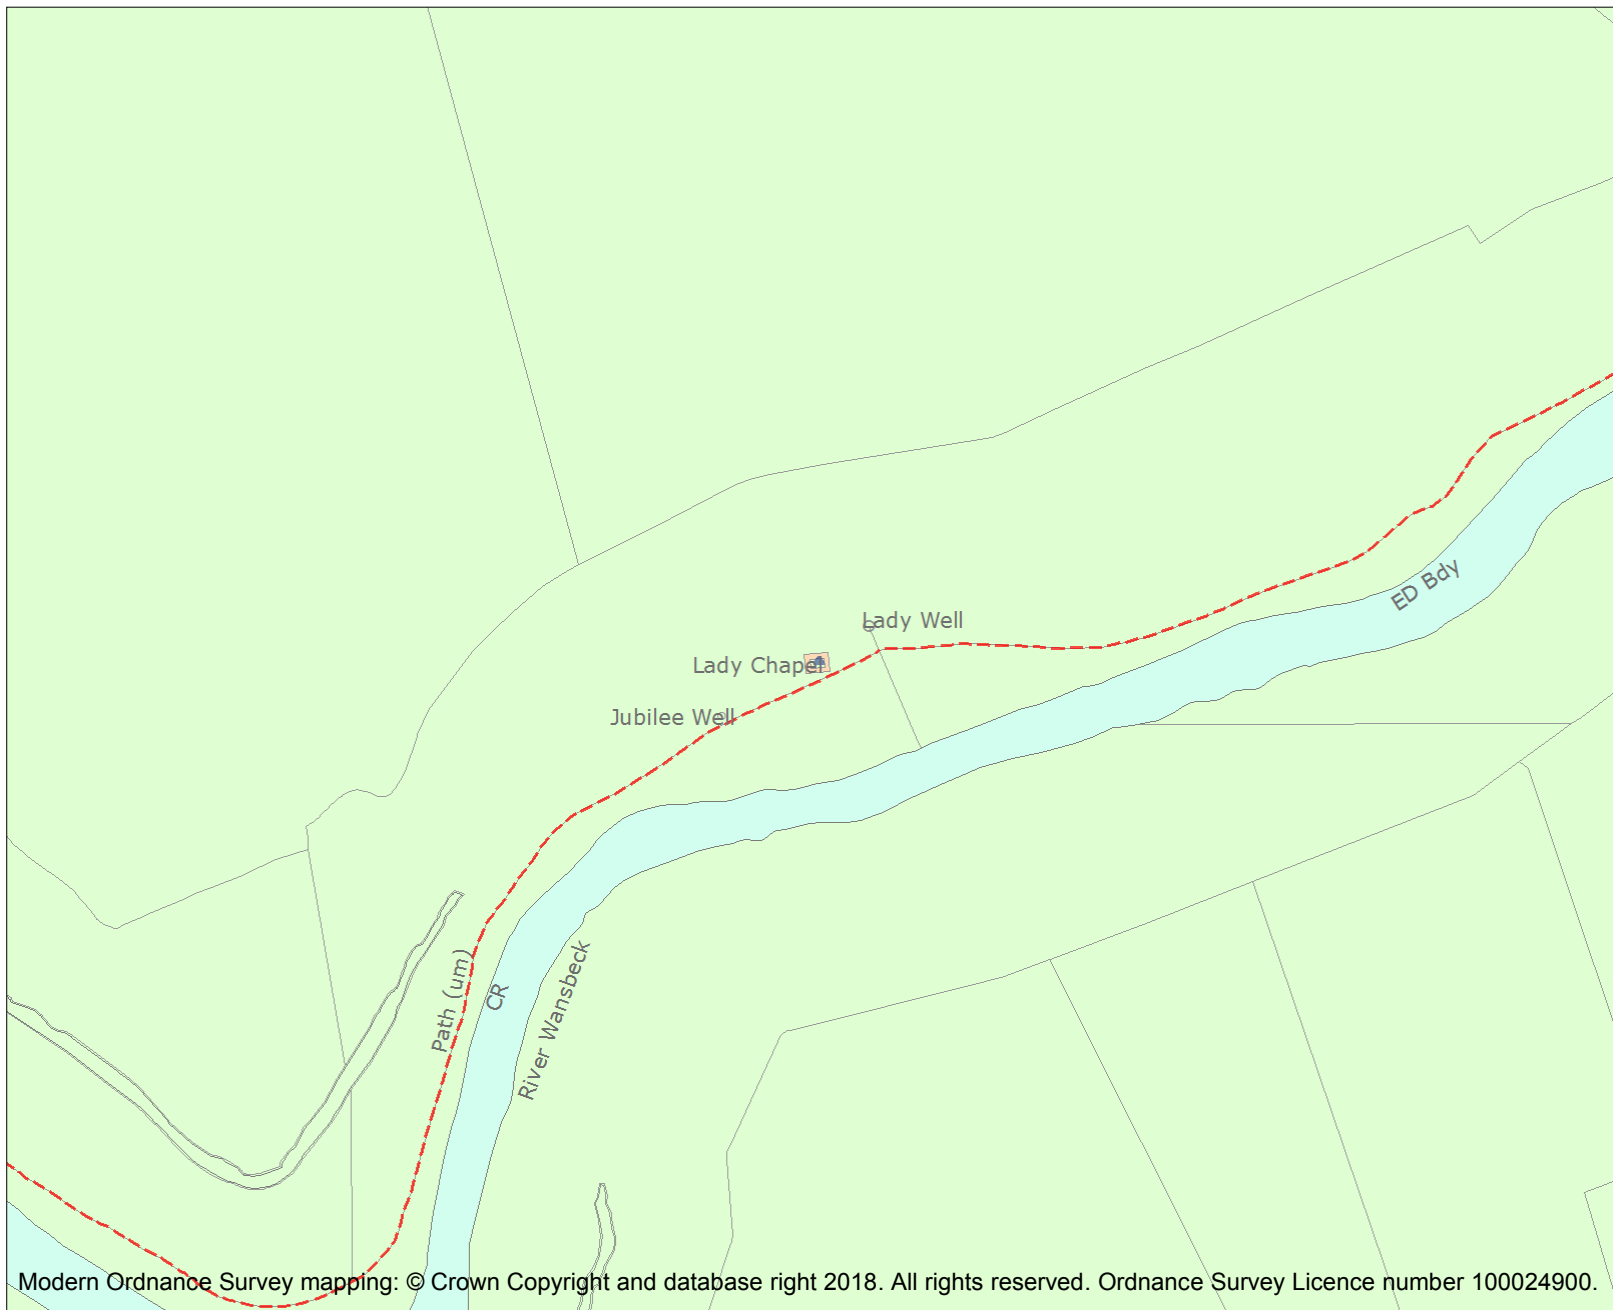 ED Bdy
Lady Well
Lady Chapel
Jubilee Well
Path (um)
CR
River Wansbeck
Modern Ordnance Survey mapping: © Crown Copyright and database right 2018. All rights reserved. Ordnance Survey Licence number 100024900.